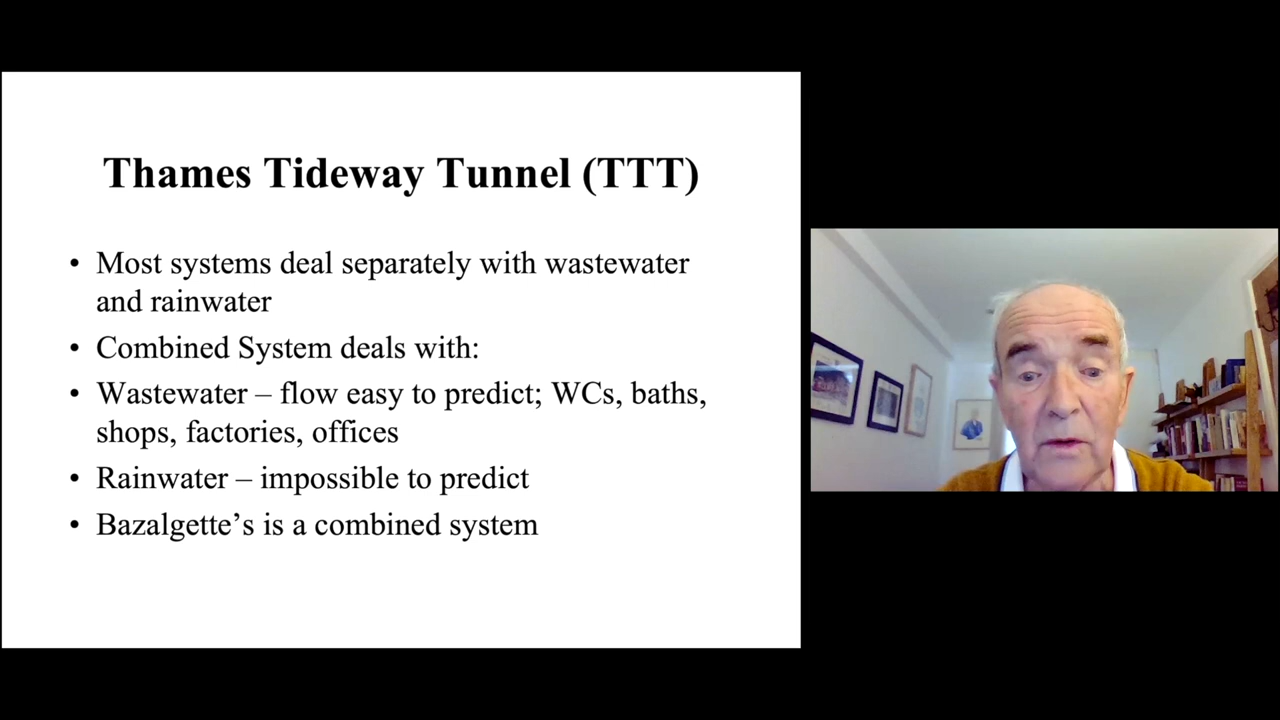 Thames Tideway Tunnel (TTT)
• Most systems deal separately with wastewater
and rainwater
• Combined System deals with:
• Wastewater – flow easy to predict; WCs, baths,
shops, factories, offices
• Rainwater – impossible to predict
• Bazalgette’s is a combined system